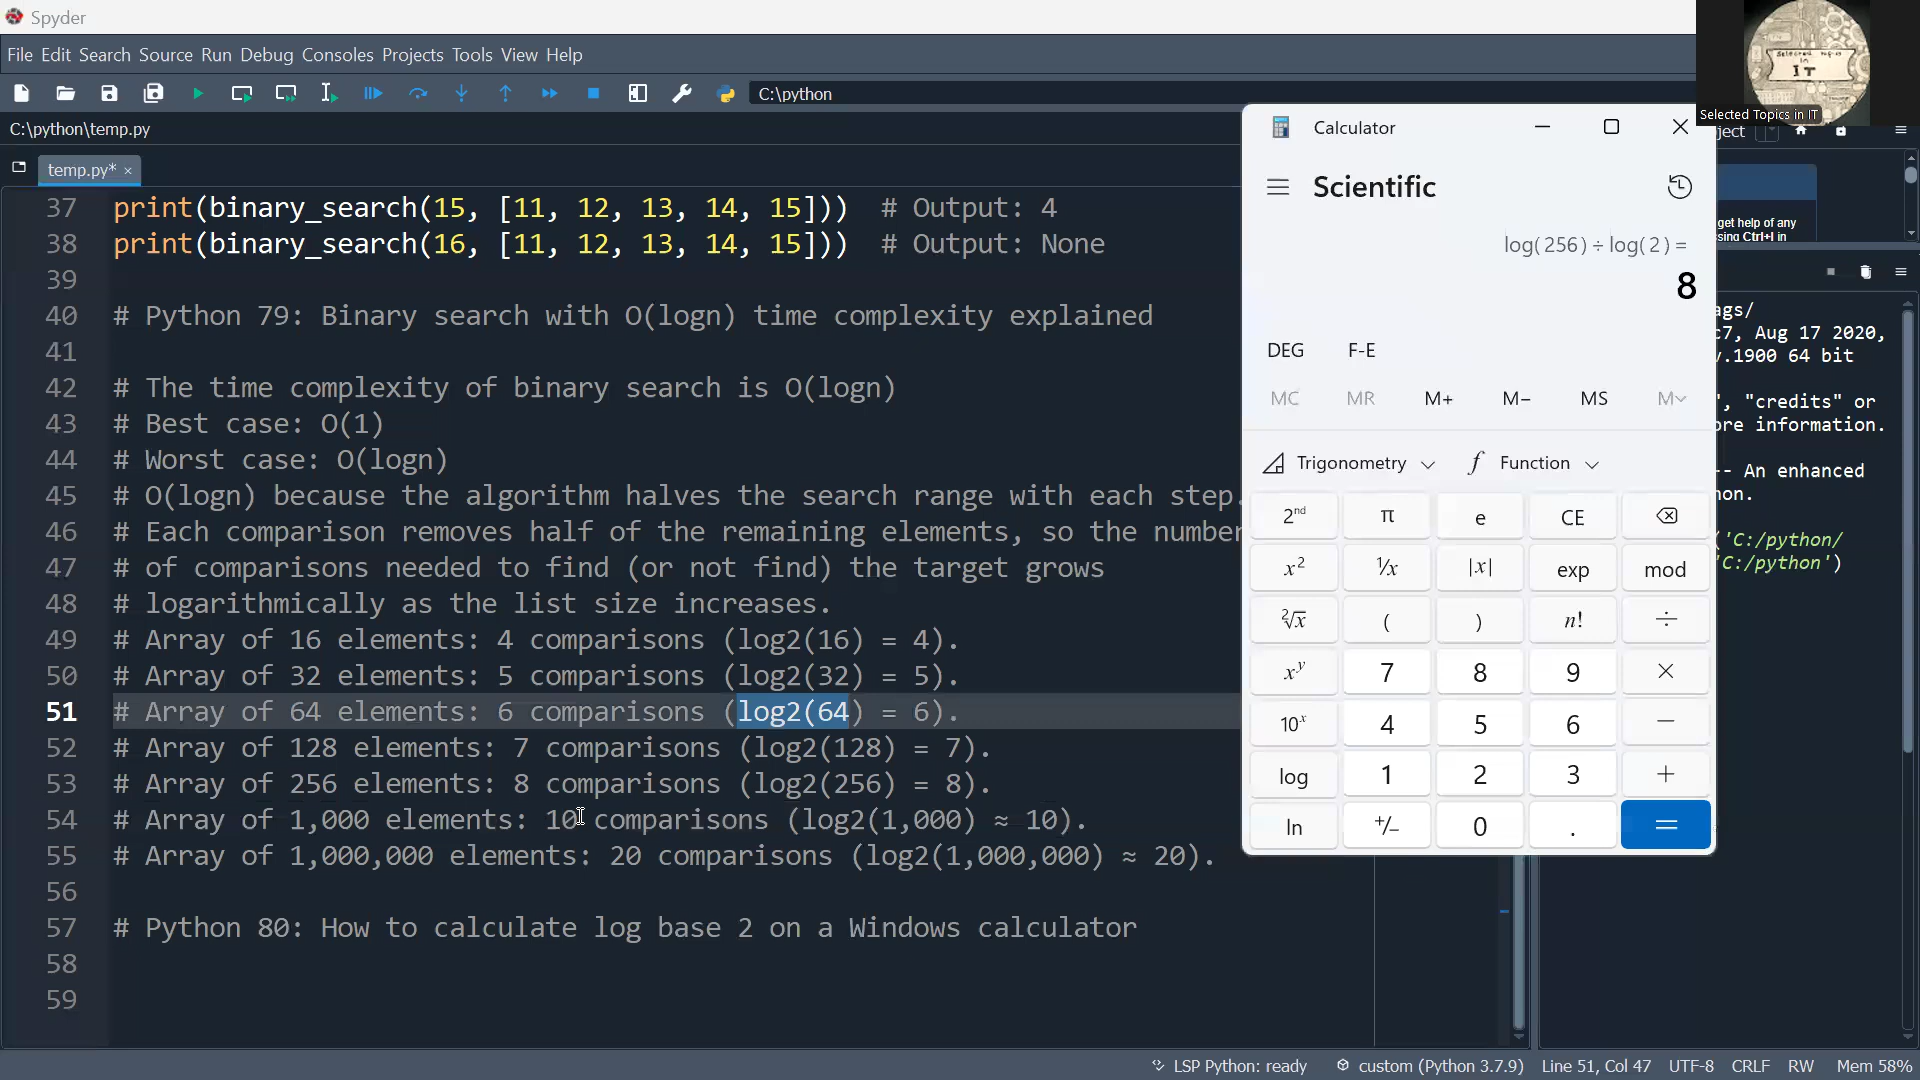 Spyder
File Edit Search Source Run Debug Consoles Projects Tools View Help
C:\python
C:\python\temp.py
temp.py*
37 print(binary_search(15, [11, 12, 13, 14, 15])) # Output: 4
38 print(binary_search(16, [11, 12, 13, 14, 15])) # Output: None
39
40 # Python 79: Binary search with O(logn) time complexity explained
41
42 # The time complexity of binary search is O(logn)
43 # Best case: O(1)
44 # Worst case: O(logn)
45 # O(logn) because the algorithm halves the search range with each step.
46 # Each comparison removes half of the remaining elements, so the number
47 # of comparisons needed to find (or not find) the target grows
48 # logarithmically as the list size increases.
49 # Array of 16 elements: 4 comparisons (log2(16) = 4).
50 # Array of 32 elements: 5 comparisons (log2(32) = 5).
51 # Array of 64 elements: 6 comparisons (log2(64) = 6).
52 # Array of 128 elements: 7 comparisons (log2(128) = 7).
53 # Array of 256 elements: 8 comparisons (log2(256) = 8).
54 # Array of 1,000 elements: 10 comparisons (log2(1,000) ≈ 10).
55 # Array of 1,000,000 elements: 20 comparisons (log2(1,000,000) ≈ 20).
56
57 # Python 80: How to calculate log base 2 on a Windows calculator
58
59
Calculator
Scientific
log(256) ÷ log(2) =
8
DEG F-E
MC MR M+ M− MS M
Trigonometry f Function
2nd π e CE
x² ¹/x |x| exp mod
²√x ( ) n! ÷
xʸ 7 8 9 ×
10ˣ 4 5 6 −
log 1 2 3 +
ln +/− 0 . =
selected topics
in
IT
Selected Topics in IT
ject
get help of any
sing Ctrl+I in
ags/
c7, Aug 17 2020,
v.1900 64 bit
", "credits" or
ore information.
-- An enhanced
hon.
('C:/python/
'C:/python')
LSP Python: ready custom (Python 3.7.9) Line 51, Col 47 UTF-8 CRLF RW Mem 58%